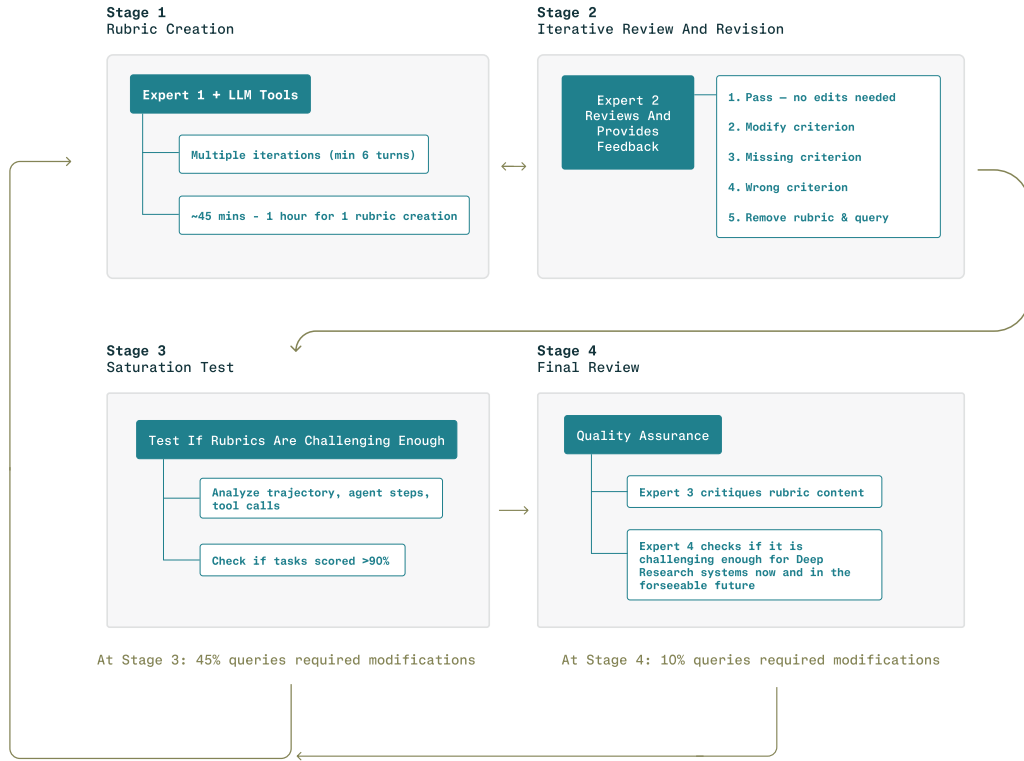 Stage 1
Rubric Creation
Expert 1 + LLM Tools
Multiple iterations (min 6 turns)
~45 mins - 1 hour for 1 rubric creation
Stage 2
Iterative Review And Revision
Expert 2
Reviews And
Provides
Feedback
1. Pass — no edits needed
2. Modify criterion
3. Missing criterion
4. Wrong criterion
5. Remove rubric & query
Stage 3
Saturation Test
Test If Rubrics Are Challenging Enough
Analyze trajectory, agent steps,
tool calls
Check if tasks scored >90%
At Stage 3: 45% queries required modifications
Stage 4
Final Review
Quality Assurance
Expert 3 critiques rubric content
Expert 4 checks if it is
challenging enough for Deep
Research systems now and in the
forseeable future
At Stage 4: 10% queries required modifications